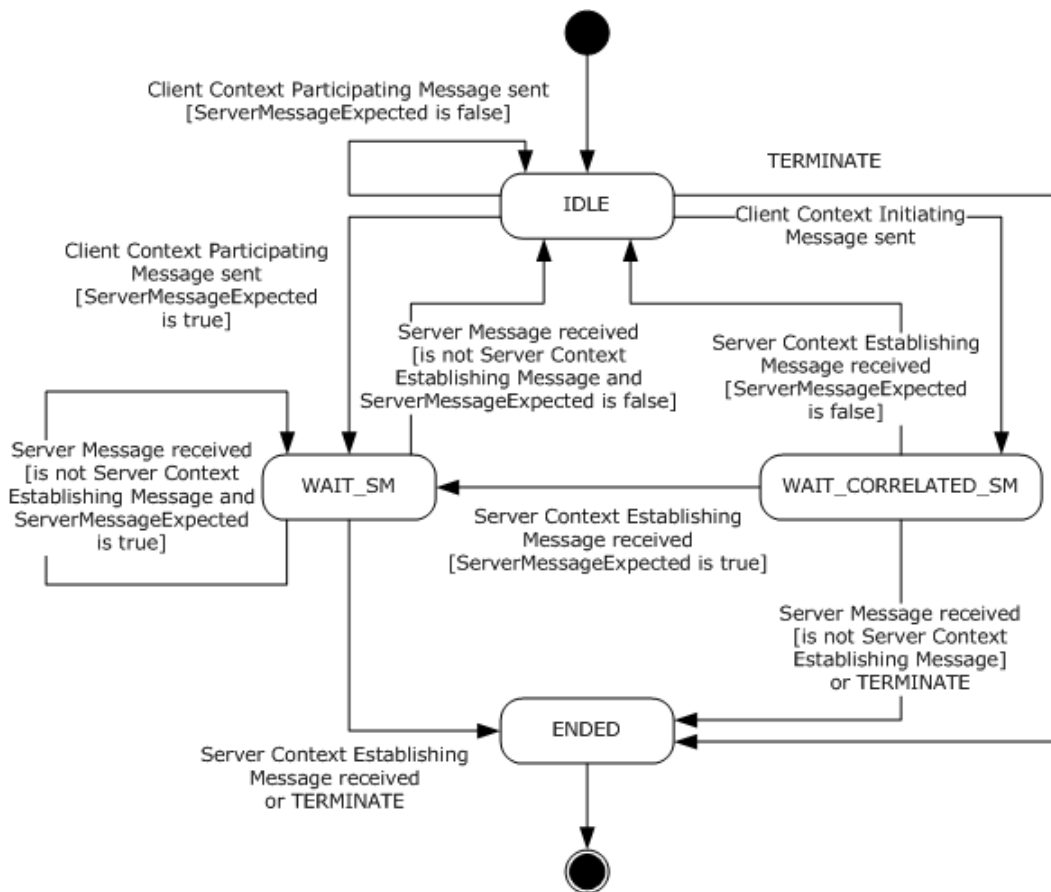 Client Context Participating Message sent
[ServerMessageExpected is false]
TERMINATE
IDLE
Client Context Initiating
Message sent
Client Context Participating
Message sent
[ServerMessageExpected
is true]
Server Message received
[is not Server Context
Establishing Message and
ServerMessageExpected is false]
Server Context Establishing
Message received
[ServerMessageExpected
is false]
Server Message received
[is not Server Context
Establishing Message and
ServerMessageExpected
is true]
WAIT_SM
WAIT_CORRELATED_SM
Server Context Establishing
Message received
[ServerMessageExpected is true]
Server Message received
[is not Server Context
Establishing Message]
or TERMINATE
ENDED
Server Context Establishing
Message received
or TERMINATE